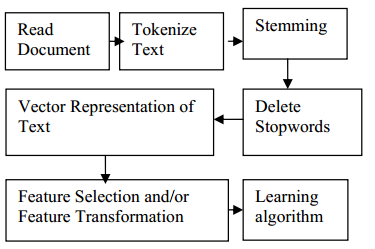 Read
Document
Tokenize
Text
Stemming
Vector Representation of
Text
Delete
Stopwords
Feature Selection and/or
Feature Transformation
Learning
algorithm